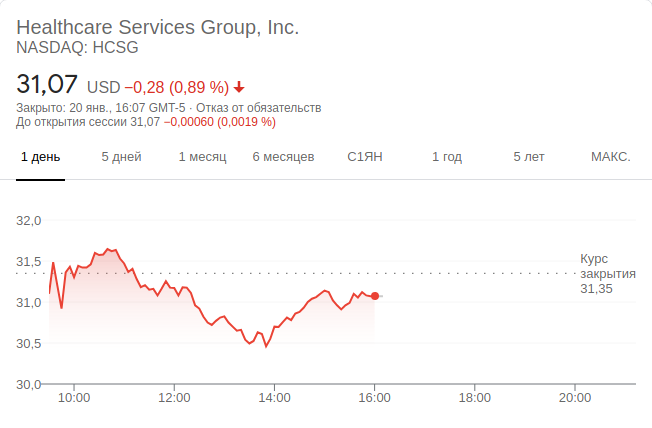 Healthcare Services Group, Inc.
NASDAQ: HCSG
31,07 USD −0,28 (0,89 %)
Закрыто: 20 янв., 16:07 GMT-5 · Отказ от обязательств
До открытия сессии 31,07 −0,00060 (0,0019 %)
1 день 5 дней 1 месяц 6 месяцев С1ЯН 1 год 5 лет МАКС.
32,0
31,5
31,0
30,5
30,0
Курс
закрытия
31,35
10:00 12:00 14:00 16:00 18:00 20:00